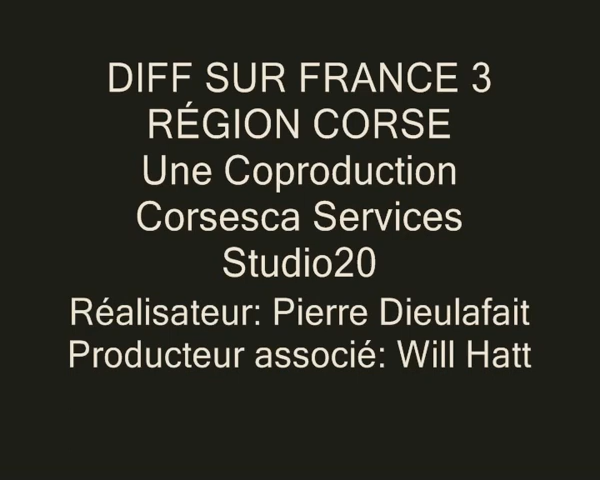 DIFF SUR FRANCE 3
RÉGION CORSE
Une Coproduction
Corsesca Services
Studio20
Réalisateur: Pierre Dieulafait
Producteur associé: Will Hatt